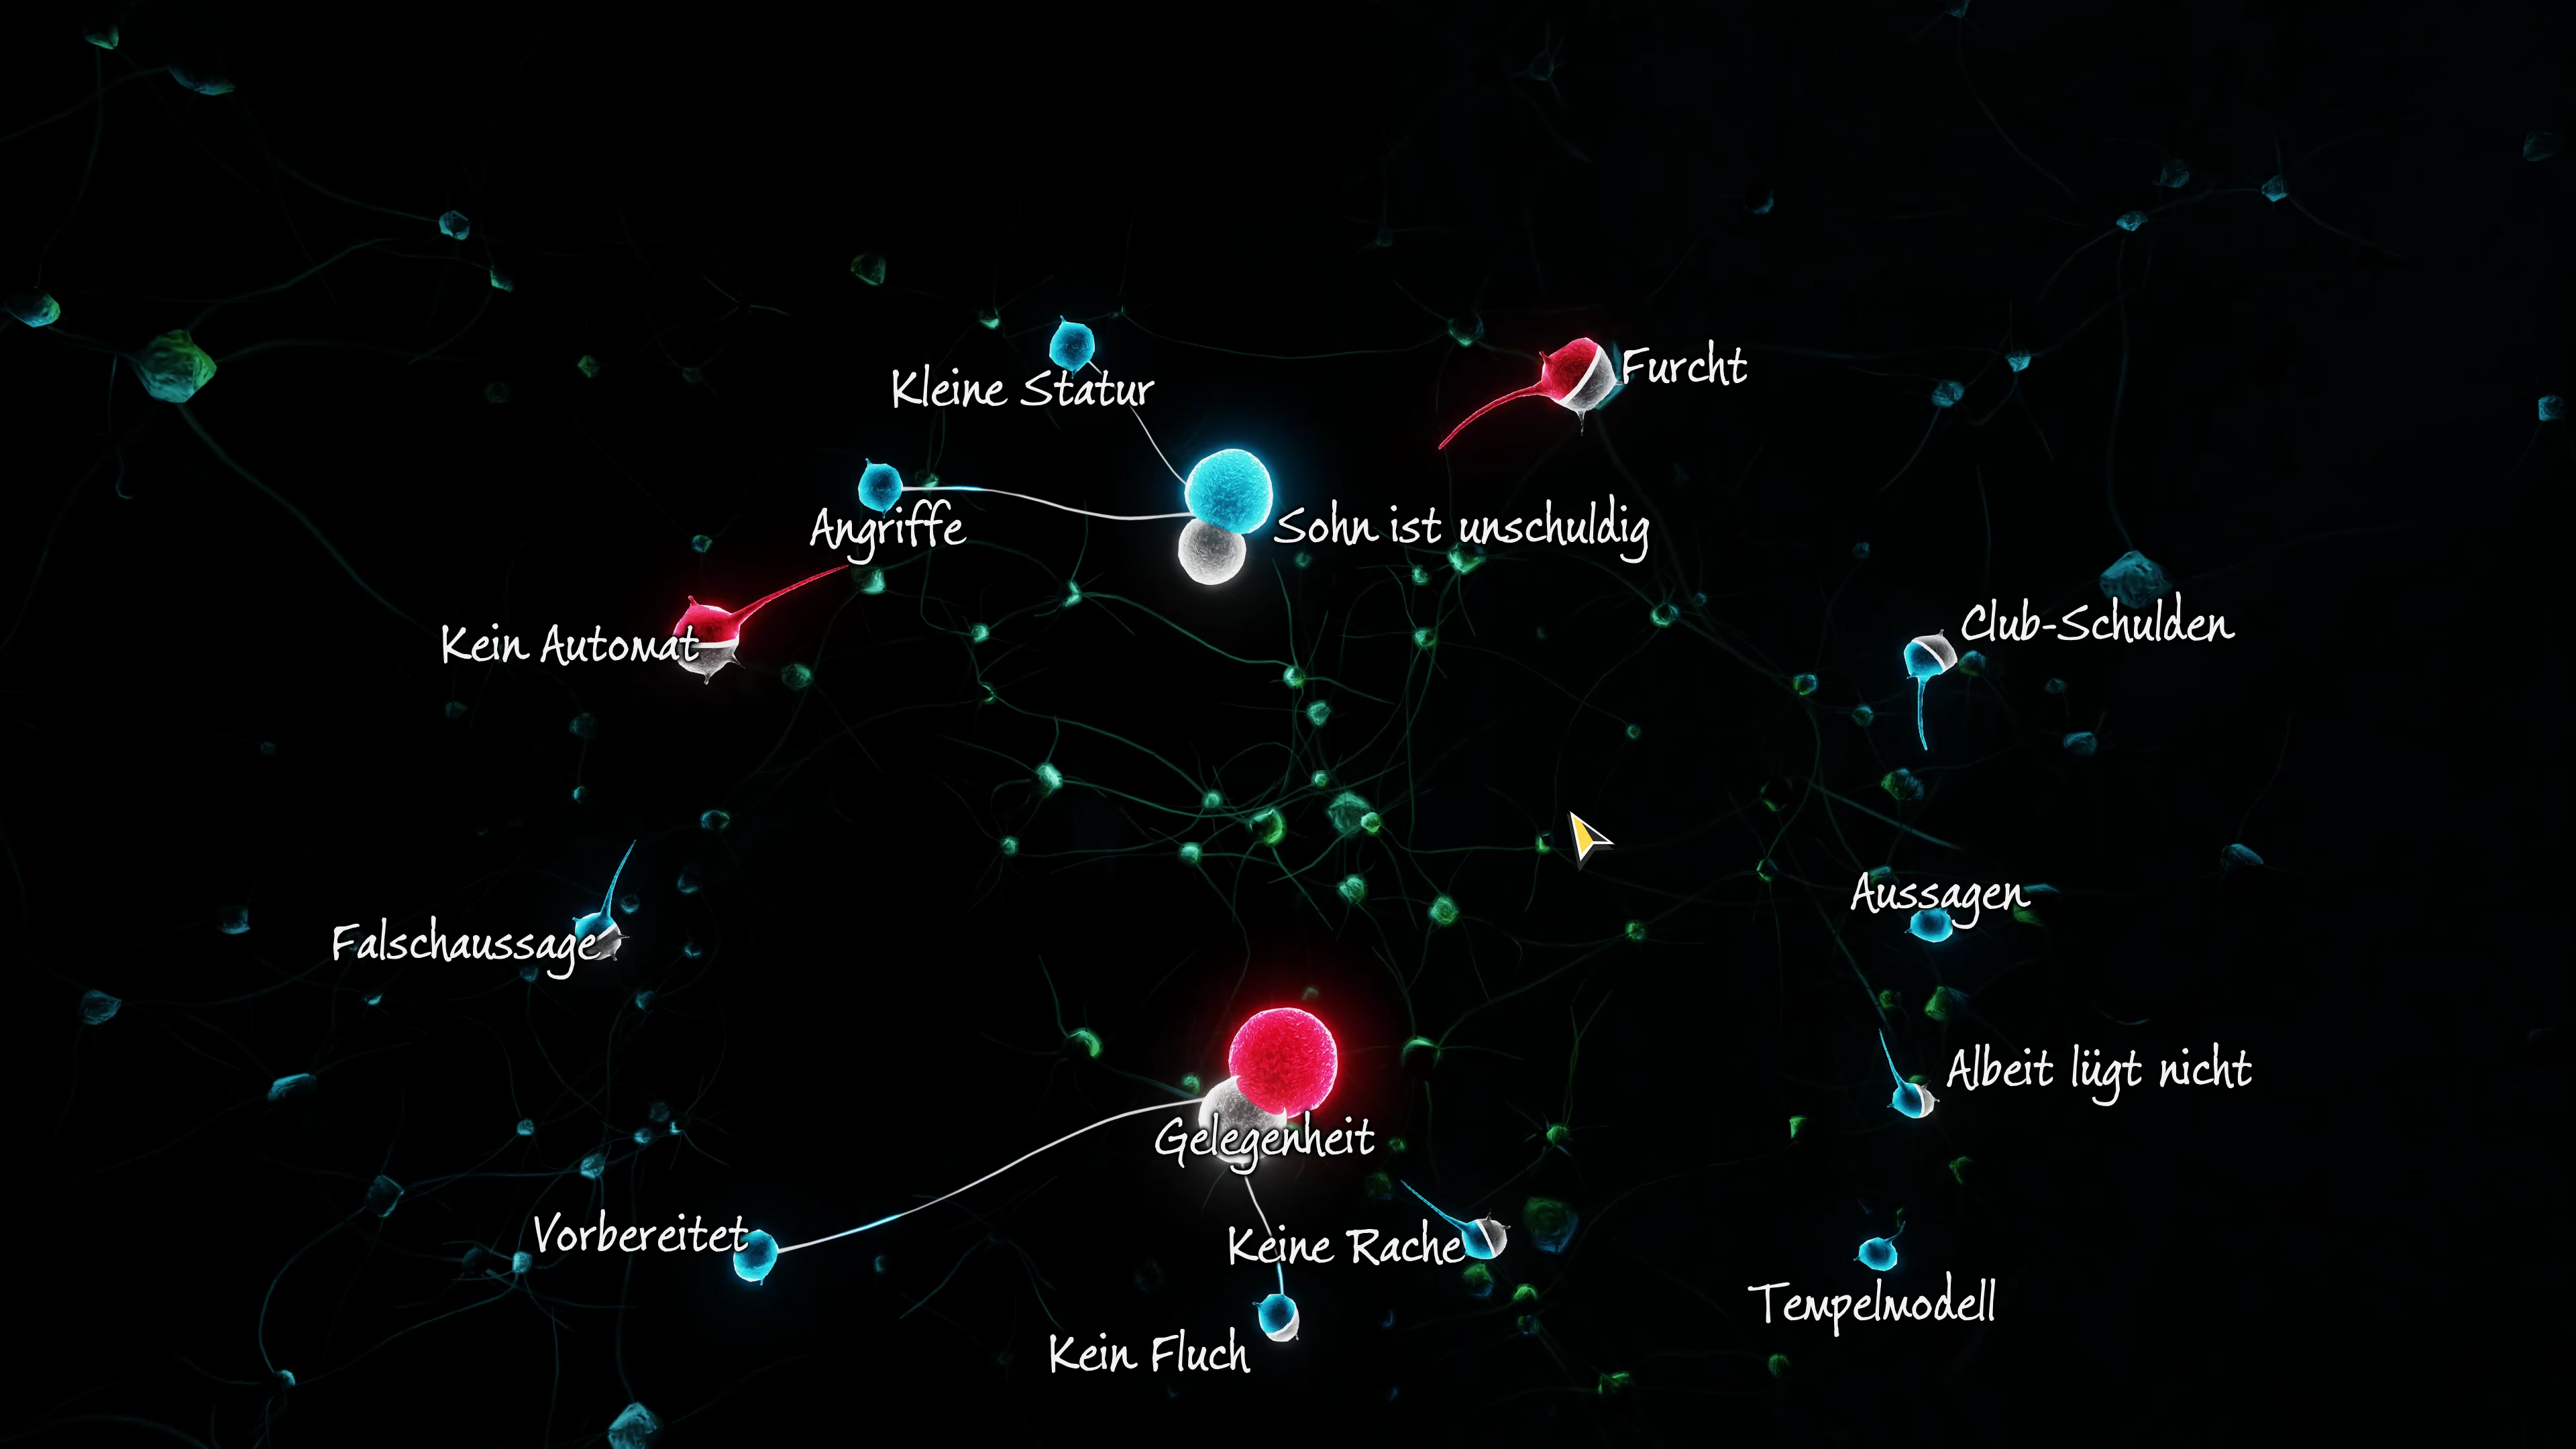 Kleine Statur
Furcht
Angriffe
Sohn ist unschuldig
Kein Automat
Club-Schulden
Aussagen
Falschaussage
Albeit lügt nicht
Gelegenheit
Vorbereitet
Keine Rache
Tempelmodell
Kein Fluch